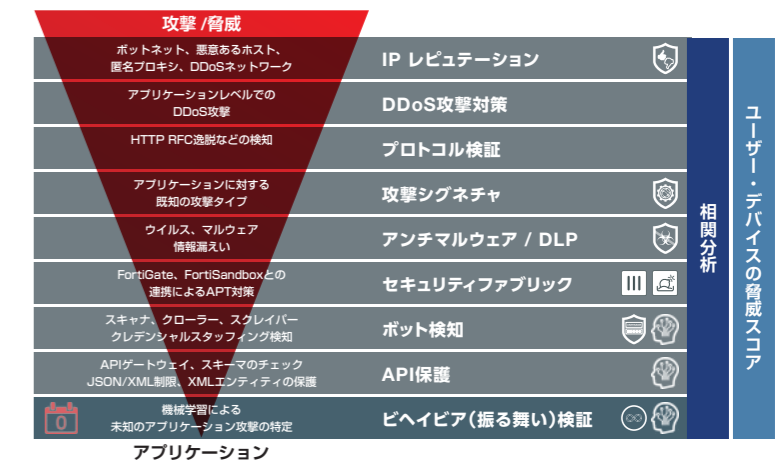 攻撃 /脅威
ボットネット、悪意あるホスト、
匿名プロキシ、DDoSネットワーク
IP レピュテーション
アプリケーションレベルでの
DDoS攻撃
DDoS攻撃対策
HTTP RFC逸脱などの検知
プロトコル検証
アプリケーションに対する
既知の攻撃タイプ
攻撃シグネチャ
ウイルス、マルウェア
情報漏えい
アンチマルウェア / DLP
FortiGate、FortiSandboxとの
連携によるAPT対策
セキュリティファブリック
スキャナ、クローラー、スクレイパー
クレデンシャルスタッフィング検知
ボット検知
APIゲートウェイ、スキーマのチェック
JSON/XML制限、XMLエンティティの保護
API保護
0
機械学習による
未知のアプリケーション攻撃の特定
ビヘイビア(振る舞い)検証
アプリケーション
相関分析
ユーザー・デバイスの脅威スコア